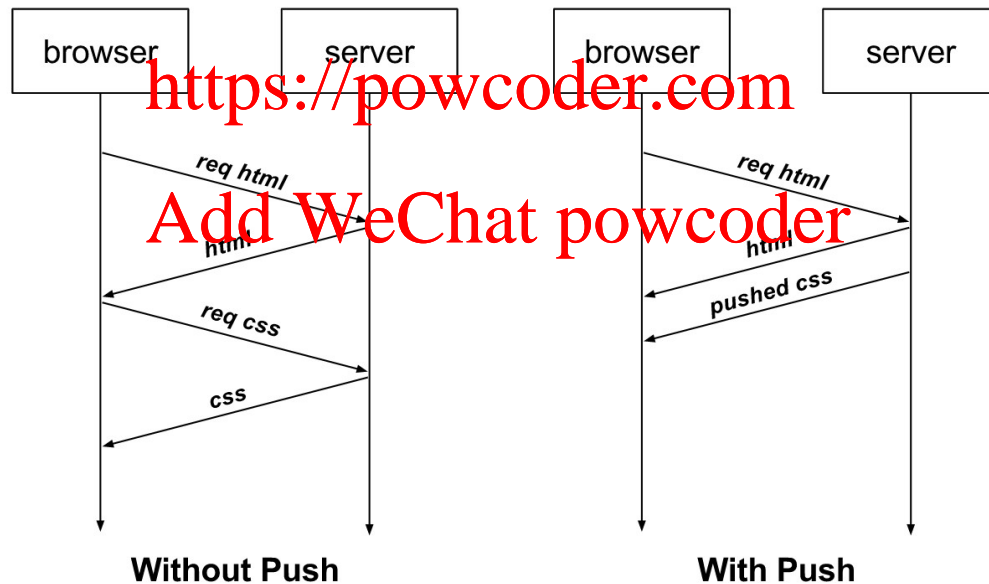 browser
server
browser
server
https://powcoder.com
req html
req html
Add WeChat powcoder
html
html
pushed css
req css
css
Without Push
With Push